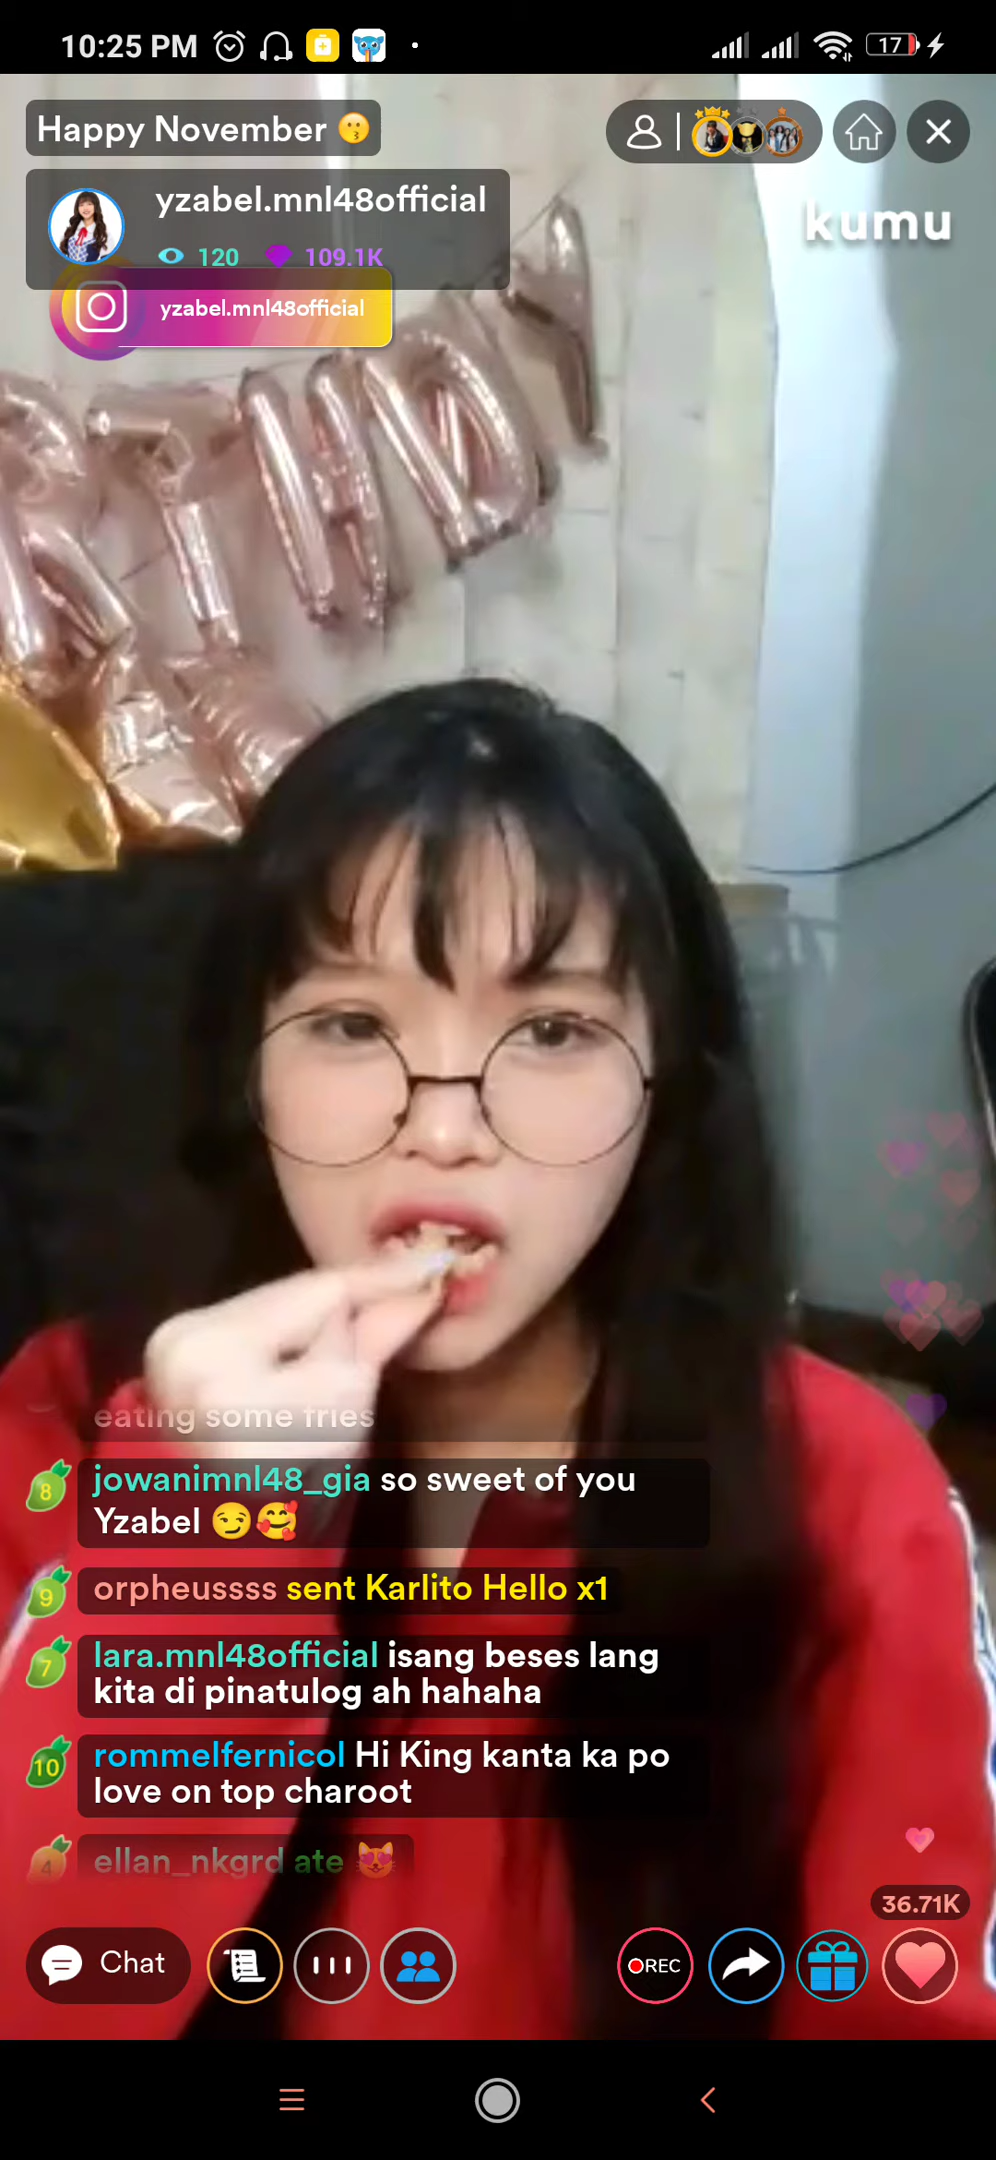 10:25 PM
17
Happy November 😗
yzabel.mnl48official
120 109.1K
kumu
yzabel.mnl48official
eating some fries
8 jowanimnl48_gia so sweet of you
Yzabel 😏🥰
9 orpheussss sent Karlito Hello x1
7 lara.mnl48official isang beses lang
kita di pinatulog ah hahaha
10 rommelfernicol Hi King kanta ka po
love on top charoot
4 ellan_nkgrd ate 😻
36.71K
Chat
REC